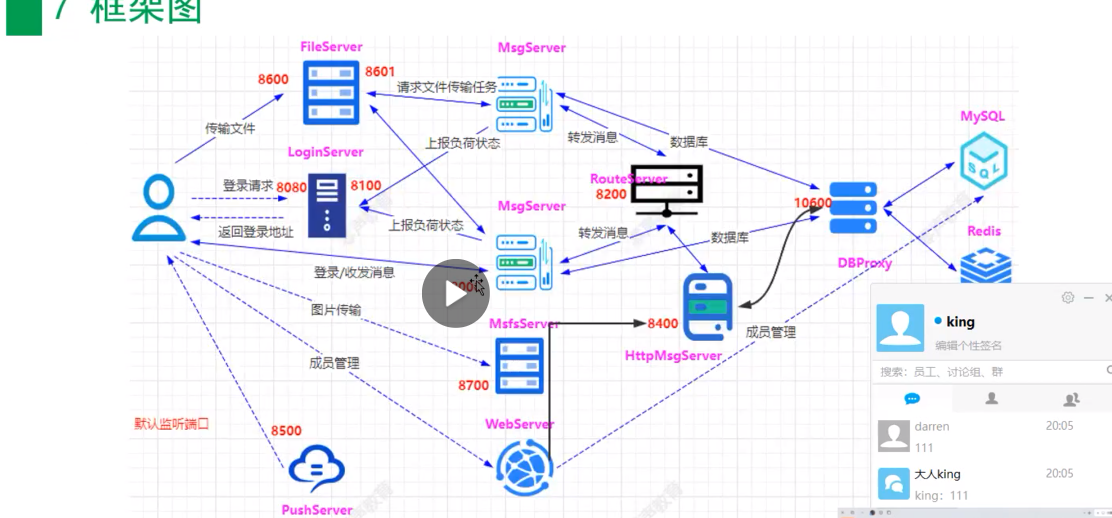 7 框架图
FileServer
MsgServer
8600
8601
请求文件传输任务
传输文件
上报负荷状态
转发消息
数据库
MySQL
LoginServer
登录请求
8080
8100
RouteServer
8200
MsgServer
10600
返回登录地址
上报负荷状态
转发消息
数据库
Redis
DBProxy
登录/收发消息
图片传输
MsfsServer
8400
成员管理
HttpMsgServer
成员管理
8700
默认监听端口
8500
WebServer
PushServer
king
编辑个性签名
搜索：员工、讨论组、群
darren
20:05
111
大人king
20:05
king：111